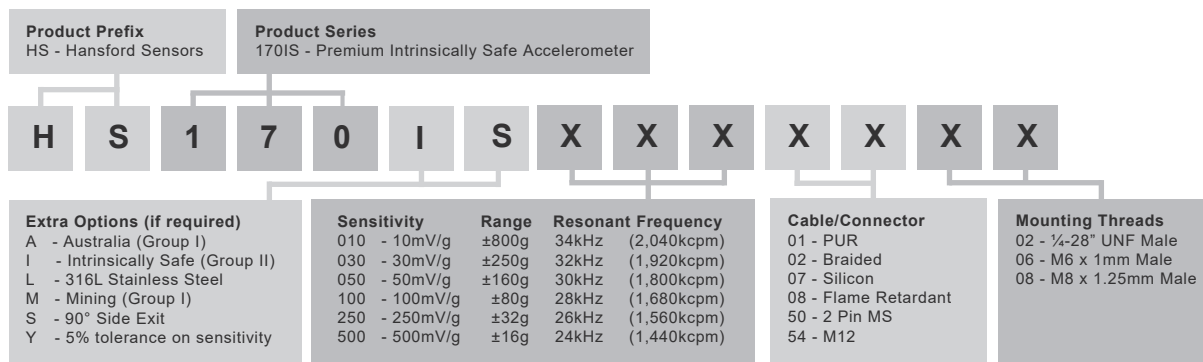 Product Prefix
HS - Hansford Sensors
Product Series
170IS - Premium Intrinsically Safe Accelerometer
H S 1 7 0 I S X X X X X X X
Extra Options (if required)
A - Australia (Group I)
I - Intrinsically Safe (Group II)
L - 316L Stainless Steel
M - Mining (Group I)
S - 90° Side Exit
Y - 5% tolerance on sensitivity
Sensitivity Range Resonant Frequency
010 - 10mV/g ±800g 34kHz (2,040kcpm)
030 - 30mV/g ±250g 32kHz (1,920kcpm)
050 - 50mV/g ±160g 30kHz (1,800kcpm)
100 - 100mV/g ±80g 28kHz (1,680kcpm)
250 - 250mV/g ±32g 26kHz (1,560kcpm)
500 - 500mV/g ±16g 24kHz (1,440kcpm)
Cable/Connector
01 - PUR
02 - Braided
07 - Silicon
08 - Flame Retardant
50 - 2 Pin MS
54 - M12
Mounting Threads
02 - ¼-28” UNF Male
06 - M6 x 1mm Male
08 - M8 x 1.25mm Male